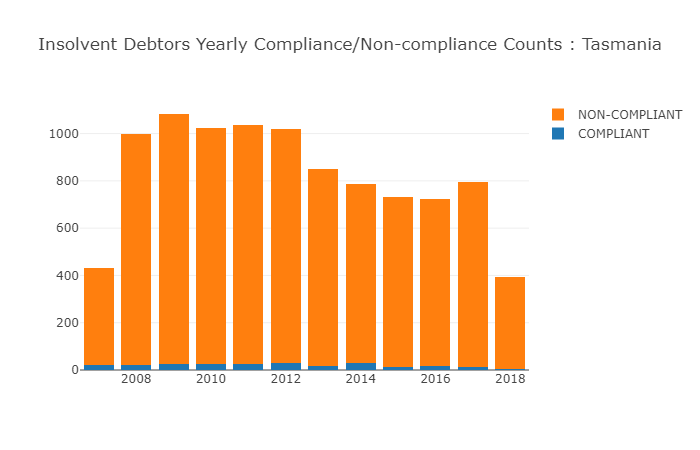 Insolvent Debtors Yearly Compliance/Non-compliance Counts : Tasmania
NON-COMPLIANT
COMPLIANT
1000
800
600
400
200
0
2008 2010 2012 2014 2016 2018